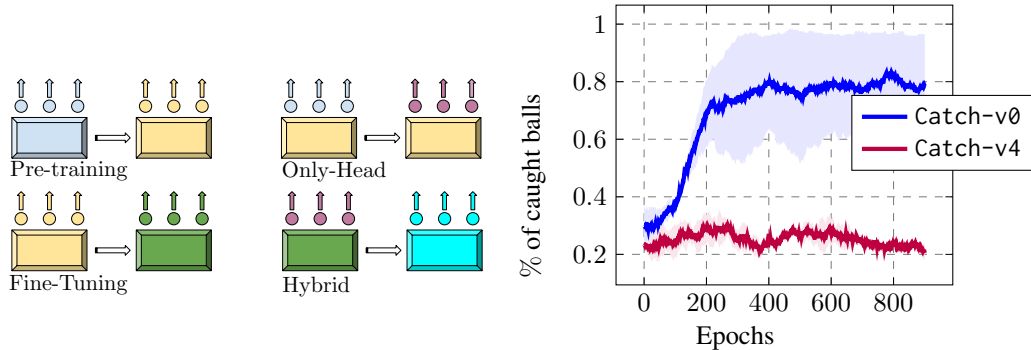 Pre-training
Only-Head
Fine-Tuning
Hybrid
% of caught balls
1
0.8
0.6
0.4
0.2
0
200
400
600
800
Epochs
Catch-v0
Catch-v4